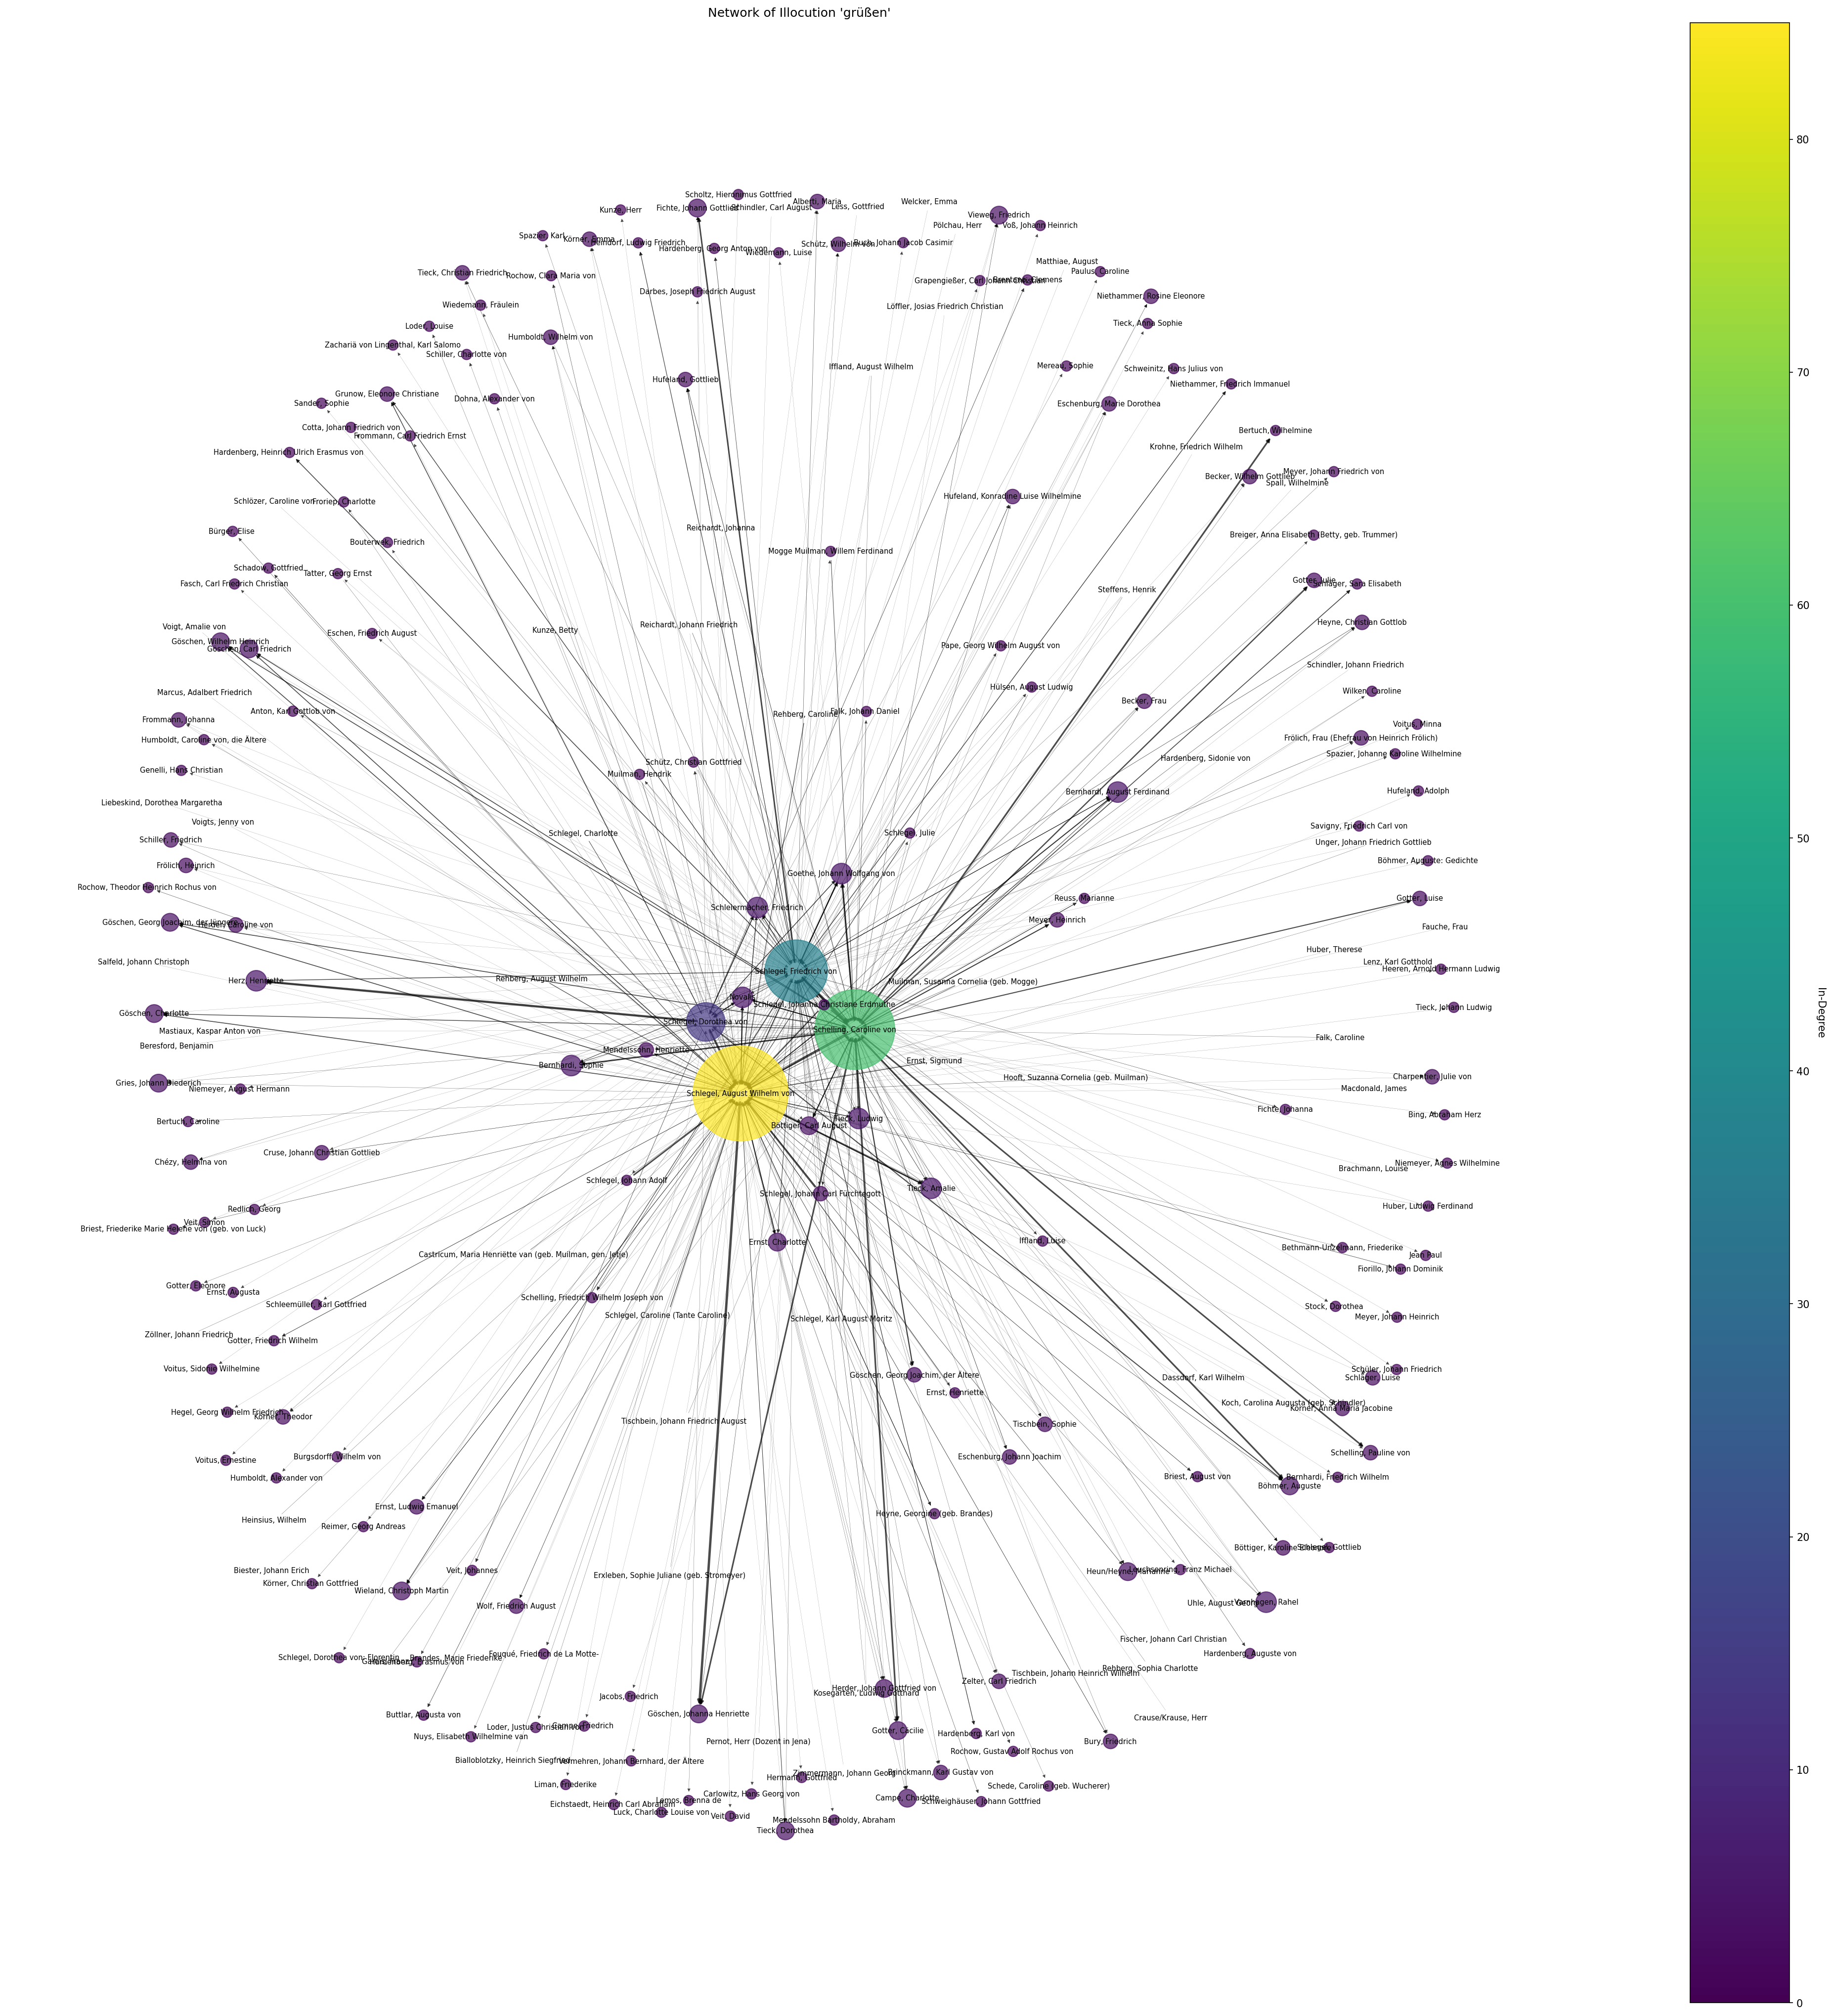 Network of Illocution 'grüßen'
Scholtz, Hieronimus Gottfried
Alberti, Maria
Welcker, Emma
Kunze, Herr
Fichte, Johann Gottlieb
Schindler, Carl August
Less, Gottfried
Vieweg, Friedrich
Pölchau, Herr
Voß, Johann Heinrich
Spazier, Karl
Körner, Emma
Heindorf, Ludwig Friedrich
Hardenberg, Georg Anton von
Wiedemann, Luise
Schütz, Wilhelm von
Buch, Johann Jacob Casimir
Matthiae, August
Paulus, Caroline
Tieck, Christian Friedrich
Rochow, Clara Maria von
Grapengießer, Carl Johann Christian
Brentano, Clemens
Darbes, Joseph Friedrich August
Niethammer, Rosine Eleonore
Wiedemann, Fräulein
Löffler, Josias Friedrich Christian
Loder, Louise
Tieck, Anna Sophie
Humboldt, Wilhelm von
Zachariä von Lingenthal, Karl Salomo
Schiller, Charlotte von
Iffland, August Wilhelm
Mereau, Sophie
Schweinitz, Hans Julius von
Hufeland, Gottlieb
Niethammer, Friedrich Immanuel
Grunow, Eleonore Christiane
Dohna, Alexander von
Sander, Sophie
Eschenburg, Marie Dorothea
Cotta, Johann Friedrich von
Frommann, Carl Friedrich Ernst
Bertuch, Wilhelmine
Hardenberg, Heinrich Ulrich Erasmus von
Krohne, Friedrich Wilhelm
Becker, Wilhelm Gottlieb
Meyer, Johann Friedrich von
Spall, Wilhelmine
Schlözer, Caroline von
Froriep, Charlotte
Hufeland, Konradine Luise Wilhelmine
Bürger, Elise
Reichardt, Johanna
Breiger, Anna Elisabeth (Betty, geb. Trummer)
Bouterwek, Friedrich
Mogge Muilman, Willem Ferdinand
Schadow, Gottfried
Tatter, Georg Ernst
Fasch, Carl Friedrich Christian
Gotter, Julie
Schläger, Sara Elisabeth
Steffens, Henrik
Voigt, Amalie von
Kunze, Betty
Reichardt, Johann Friedrich
Heyne, Christian Gottlob
Eschen, Friedrich August
Göschen, Wilhelm Heinrich
Göschen, Carl Friedrich
Pape, Georg Wilhelm August von
Schindler, Johann Friedrich
Marcus, Adalbert Friedrich
Hülsen, August Ludwig
Wilken, Caroline
Becker, Frau
Anton, Karl Gottlob von
Rehberg, Caroline
Falk, Johann Daniel
Frommann, Johanna
Voitus, Minna
Humboldt, Caroline von, die Ältere
Frölich, Frau (Ehefrau von Heinrich Frölich)
Spazier, Johanne Karoline Wilhelmine
Schütz, Christian Gottfried
Hardenberg, Sidonie von
Genelli, Hans Christian
Muilman, Hendrik
Bernhardi, August Ferdinand
Hufeland, Adolph
Liebeskind, Dorothea Margaretha
Voigts, Jenny von
Savigny, Friedrich Carl von
Schlegel, Charlotte
Schlegel, Julie
Schiller, Friedrich
Unger, Johann Friedrich Gottlieb
Böhmer, Auguste: Gedichte
Frölich, Heinrich
Goethe, Johann Wolfgang von
Rochow, Theodor Heinrich Rochus von
Reuss, Marianne
Gotter, Luise
Schleiermacher, Friedrich
Göschen, Georg Joachim, der Jüngere
Meyer, Heinrich
Fauche, Frau
Huber, Therese
Salfeld, Johann Christoph
Lenz, Karl Gotthold
Heeren, Arnold Hermann Ludwig
Schlegel, Friedrich von
Rehberg, August Wilhelm
Herz, Henriette
Muilman, Susanna Cornelia (geb. Mogge)
Novalis
Schlegel, Johanna Christiane Erdmuthe
Tieck, Johann Ludwig
Göschen, Charlotte
Schlegel, Dorothea von
Schelling, Caroline von
Mastiaux, Kaspar Anton von
Falk, Caroline
Beresford, Benjamin
Mendelssohn, Henriette
Bernhardi, Sophie
Ernst, Sigmund
Hooft, Suzanna Cornelia (geb. Muilman)
Charpentier, Julie von
Gries, Johann Diederich
Niemeyer, August Hermann
Macdonald, James
Schlegel, August Wilhelm von
Fichte, Johanna
Bing, Abraham Herz
Bertuch, Caroline
Tieck, Ludwig
Böttiger, Carl August
Cruse, Johann Christian Gottlieb
Chézy, Helmina von
Niemeyer, Agnes Wilhelmine
Brachmann, Louise
Schlegel, Johann Adolf
Tieck, Amalie
Schlegel, Johann Carl Fürchtegott
Redlich, Georg
Huber, Ludwig Ferdinand
Veit, Simon
Briest, Friederike Marie Helene von (geb. von Luck)
Ernst, Charlotte
Iffland, Luise
Bethmann-Unzelmann, Friederike
Castricum, Maria Henriëtte van (geb. Muilman, gen. Jetje)
Jean Paul
Fiorillo, Johann Dominik
Gotter, Eleonore
Ernst, Augusta
Schelling, Friedrich Wilhelm Joseph von
Schleemüller, Karl Gottfried
Stock, Dorothea
Schlegel, Caroline (Tante Caroline)
Schlegel, Karl August Moritz
Meyer, Johann Heinrich
Zöllner, Johann Friedrich
Gotter, Friedrich Wilhelm
Voitus, Sidonie Wilhelmine
Göschen, Georg Joachim, der Ältere
Schüler, Johann Friedrich
Schläger, Luise
Dassdorf, Karl Wilhelm
Ernst, Henriette
Koch, Carolina Augusta (geb. Schindler)
Körner, Anna Maria Jacobine
Hegel, Georg Wilhelm Friedrich
Körner, Theodor
Tischbein, Johann Friedrich August
Tischbein, Sophie
Schelling, Pauline von
Burgsdorff, Wilhelm von
Eschenburg, Johann Joachim
Voitus, Ernestine
Humboldt, Alexander von
Briest, August von
Bernhardi, Friedrich Wilhelm
Böhmer, Auguste
Ernst, Ludwig Emanuel
Heyne, Georgine (geb. Brandes)
Heinsius, Wilhelm
Reimer, Georg Andreas
Böttiger, Karoline Eleonore
Schlegel, Gottlieb
Biester, Johann Erich
Veit, Johannes
Heun/Heyne, Marianne
Leuchsenring, Franz Michael
Erxleben, Sophie Juliane (geb. Stromeyer)
Körner, Christian Gottfried
Wieland, Christoph Martin
Uhle, August Georg
Varnhagen, Rahel
Wolf, Friedrich August
Fischer, Johann Carl Christian
Fouqué, Friedrich de La Motte-
Hardenberg, Auguste von
Schlegel, Dorothea von: Florentin
Brandes, Marie Friederike
Hardenberg, Erasmus von
Rehberg, Sophia Charlotte
Tischbein, Johann Heinrich Wilhelm
Zelter, Carl Friedrich
Herder, Johann Gottfried von
Kosegarten, Ludwig Gotthard
Jacobs, Friedrich
Buttlar, Augusta von
Göschen, Johanna Henriette
Crause/Krause, Herr
Loder, Justus Christian von
Nuys, Elisabeth Wilhelmine van
Gotter, Cäcilie
Hardenberg, Karl von
Pernot, Herr (Dozent in Jena)
Bury, Friedrich
Rochow, Gustav Adolf Rochus von
Bialloblotzky, Heinrich Siegfried
Vermehren, Johann Bernhard, der Ältere
Zimmermann, Johann Georg
Brinckmann, Karl Gustav von
Hermann, Gottfried
Liman, Friederike
Schede, Caroline (geb. Wucherer)
Carlowitz, Hans Georg von
Campe, Charlotte
Lemos, Brenna de
Schweighäuser, Johann Gottfried
Eichstaedt, Heinrich Carl Abraham
Luck, Charlotte Louise von
Veit, David
Mendelssohn Bartholdy, Abraham
Tieck, Dorothea
80
70
60
50
40
30
20
10
0
In-Degree